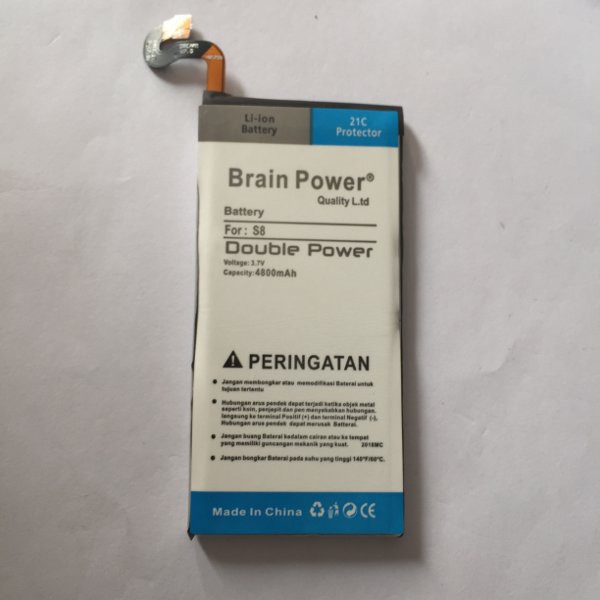 Li-ion
Battery
21C
Protector
Brain Power®
Quality L.td
Battery
For : S8
Double Power
Voltage: 3.7V
Capacity:4800mAh
PERINGATAN
Jangan membongkar atau memodifikasi Baterai untuk
tujuan tertentu
Hubungan arus pendek dapat terjadi ketika objek metal
seperti koin, penjepit dan pen menyebabkan hubungan
langsung ke terminal Positif (+) dan terminal Negatif (-),
Hubungan arus pendek dapat merusak Baterai.
Jangan buang Baterai kedalam cairan atau ke tempat
yang memiliki guncangan mekanik yang kuat. 2018MC
Jangan bongkar Baterai pada suhu yang tinggi 140°F/60°C.
Made In China